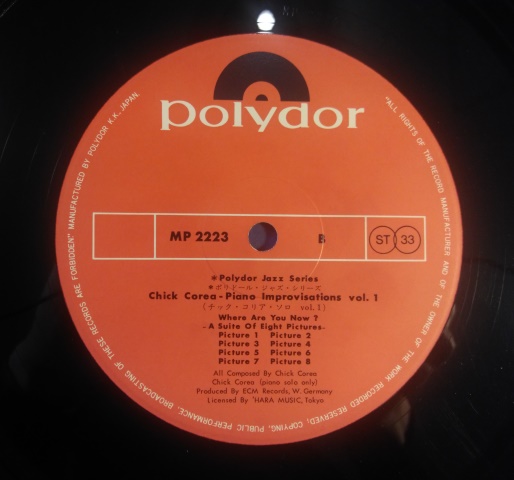 polydor
MP 2223
B
ST 33
*Polydor Jazz Series
*ポリドール・ジャズ・シリーズ
Chick Corea-Piano Improvisations vol. 1
(チック・コリア・ソロ vol. 1)
Where Are You Now ?
-A Suite Of Eight Pictures-
Picture 1 Picture 2
Picture 3 Picture 4
Picture 5 Picture 6
Picture 7 Picture 8
All Composed By Chick Corea
Chick Corea (piano solo only)
Produced By ECM Records, W. Germany
Licensed By 'HARA MUSIC, Tokyo
"ALL RIGHTS OF THE RECORD MANUFACTURER AND OF THE OWNER OF THE WORK RECORDED RESERVED, COPYING, PUBLIC PERFORMANCE, BROADCASTING OF THESE RECORDS ARE FORBIDDEN" MANUFACTURED BY POLYDOR K.K., JAPAN.